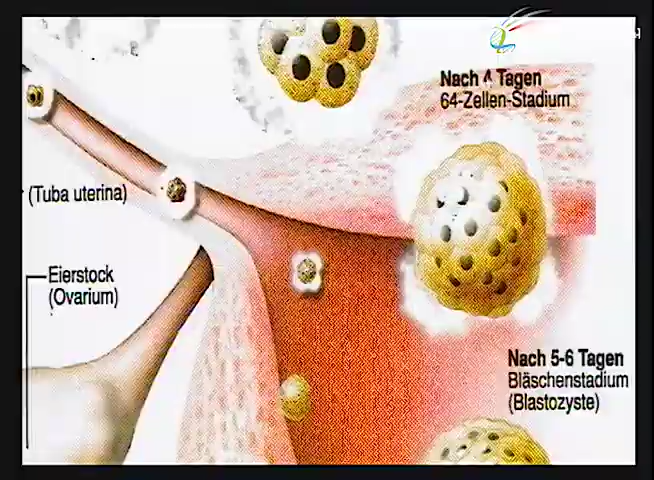 Nach 4 Tagen
64-Zellen-Stadium
(Tuba uterina)
Eierstock
(Ovarium)
Nach 5-6 Tagen
Bläschenstadium
(Blastozyste)